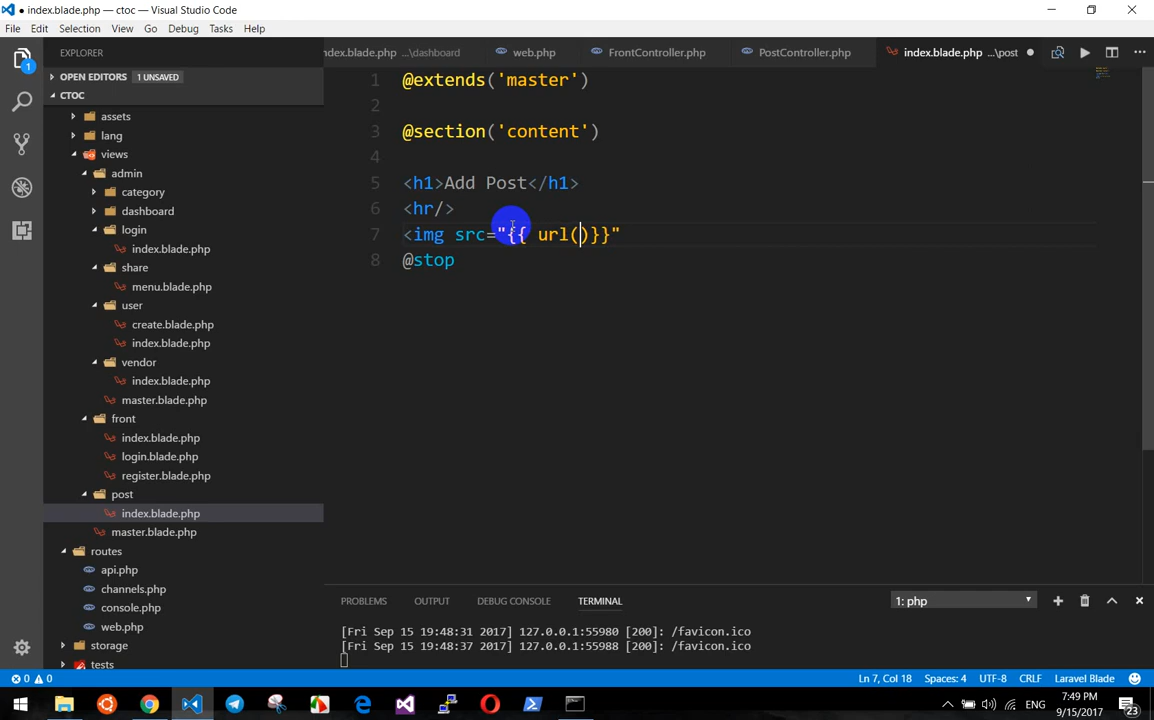 index.blade.php — ctoc — Visual Studio Code
File Edit Selection View Go Debug Tasks Help
EXPLORER
ndex.blade.php ...\dashboard web.php FrontController.php PostController.php index.blade.php ...\post
OPEN EDITORS 1 UNSAVED
CTOC
assets
lang
views
admin
category
dashboard
login
index.blade.php
share
menu.blade.php
user
create.blade.php
index.blade.php
vendor
index.blade.php
master.blade.php
front
index.blade.php
login.blade.php
register.blade.php
post
index.blade.php
master.blade.php
routes
api.php
channels.php
console.php
web.php
storage
tests
1 @extends('master')
2
3 @section('content')
4
5 <h1>Add Post</h1>
6 <hr/>
7 <img src="{{ url()}}"
8 @stop
PROBLEMS OUTPUT DEBUG CONSOLE TERMINAL 1: php
[Fri Sep 15 19:48:31 2017] 127.0.0.1:55980 [200]: /favicon.ico
[Fri Sep 15 19:48:37 2017] 127.0.0.1:55988 [200]: /favicon.ico
0 0 Ln 7, Col 18 Spaces: 4 UTF-8 CRLF Laravel Blade
ENG 7:49 PM
9/15/2017 23